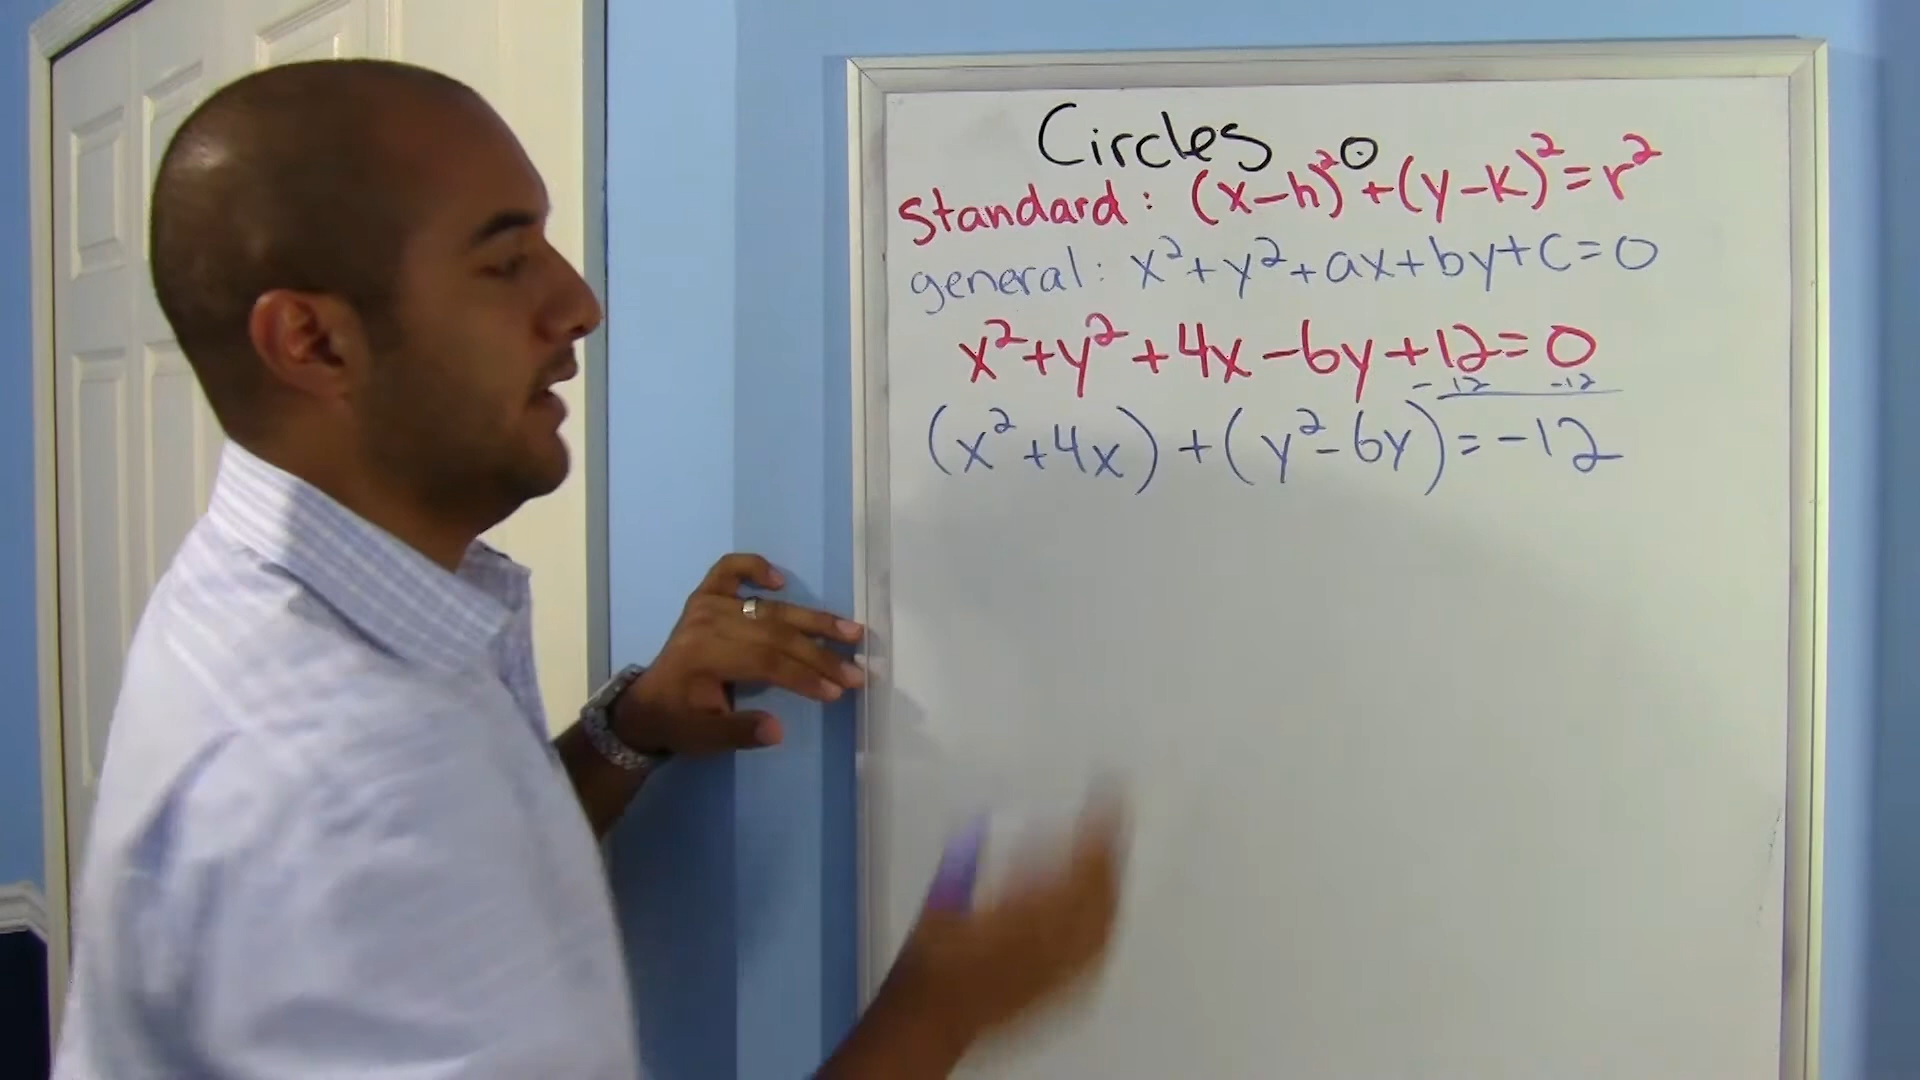 Circles
Standard: (x-h)²+(y-k)²=r²
general: x²+y²+ax+by+c=0
x²+y²+4x-6y+12=0
-12 -12
(x²+4x)+(y²-6y)=-12